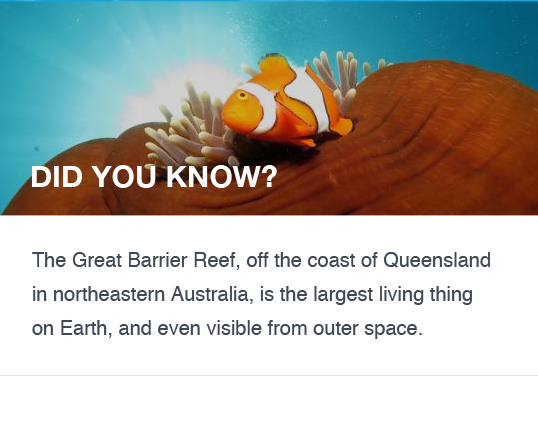 DID YOU KNOW?
The Great Barrier Reef, off the coast of Queensland
in northeastern Australia, is the largest living thing
on Earth, and even visible from outer space.